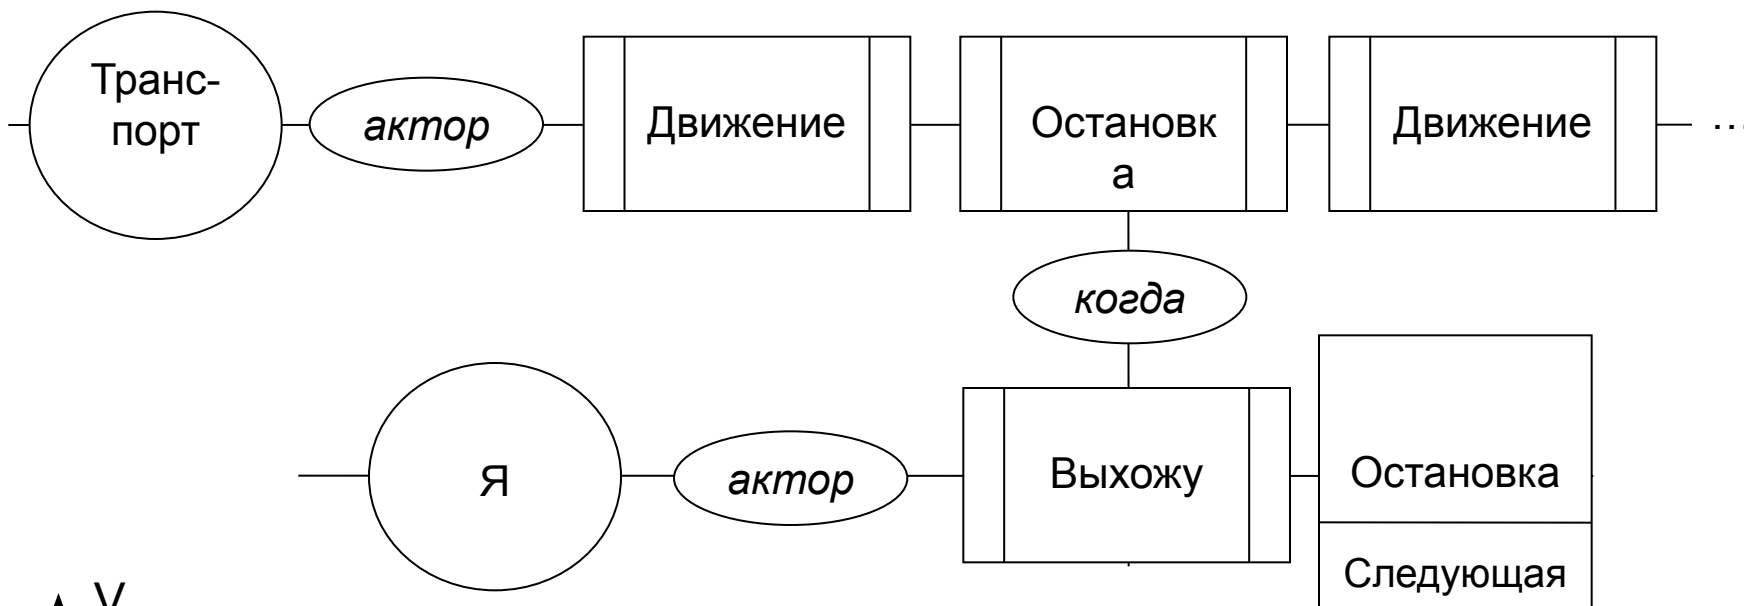 Транс-
порт
актор
Движение
Остановк
а
Движение
...
когда
Я
актор
Выхожу
Остановка
Следующая
V